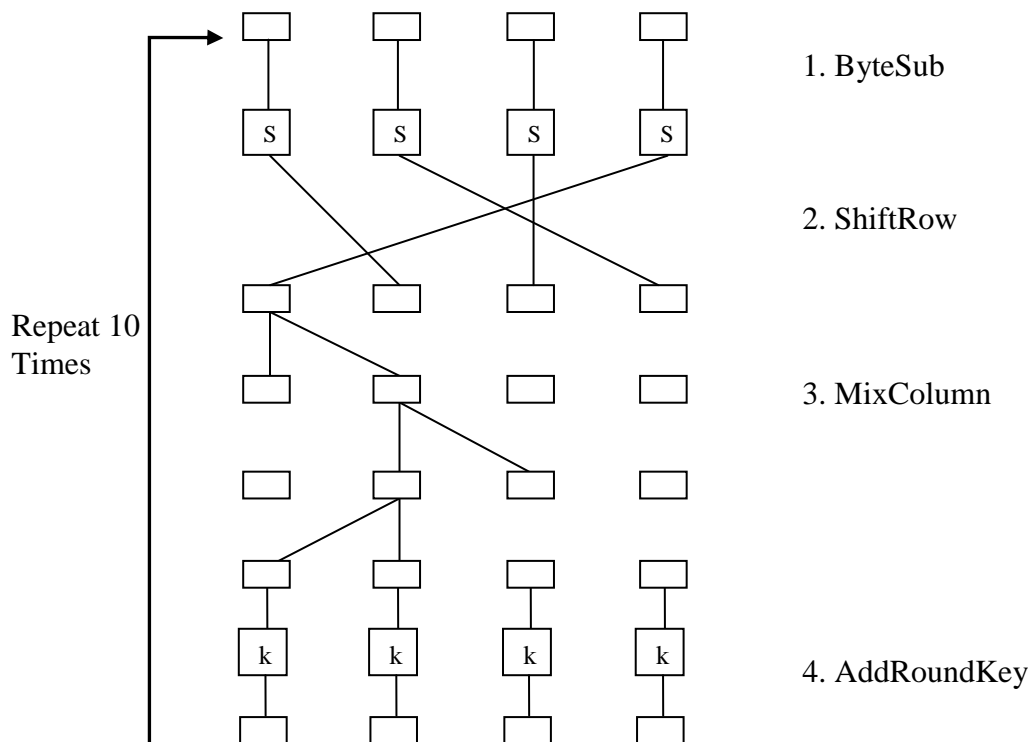 1. ByteSub
S S S S
2. ShiftRow
Repeat 10
Times
3. MixColumn
k k k k
4. AddRoundKey